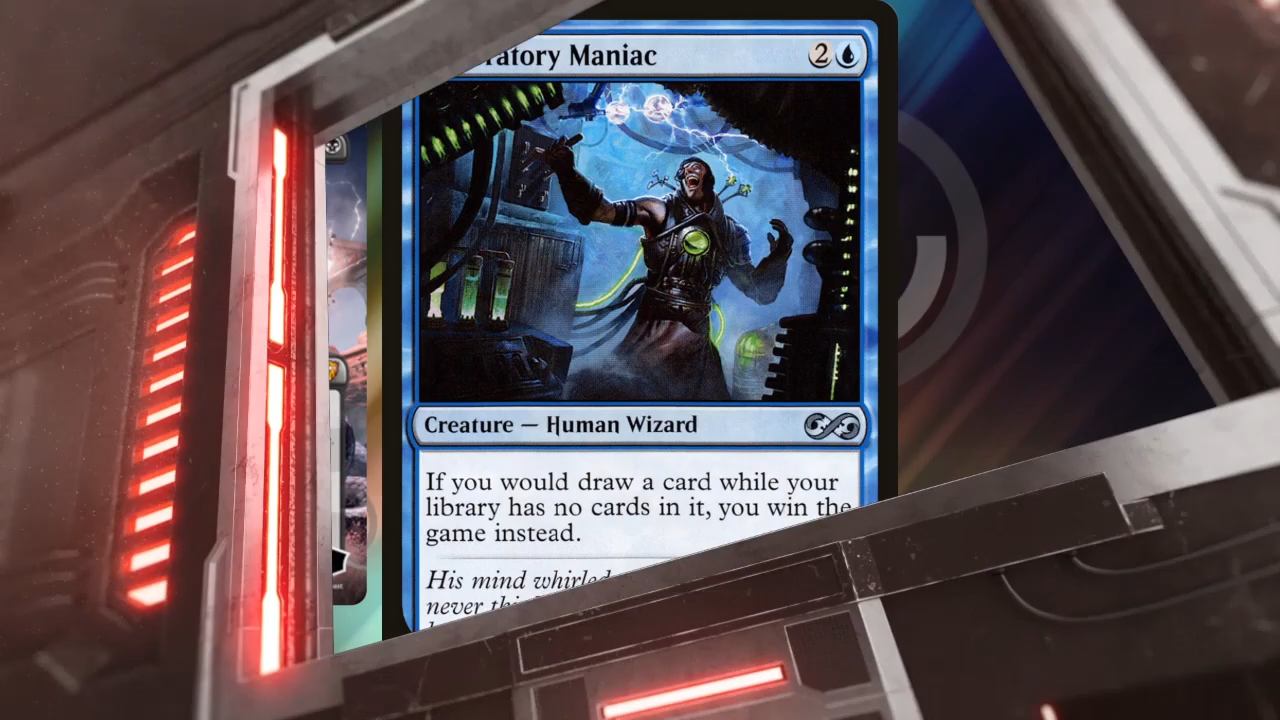 ratory Maniac 2
Creature — Human Wizard
If you would draw a card while your
library has no cards in it, you win the
game instead.
His mind whirled
never